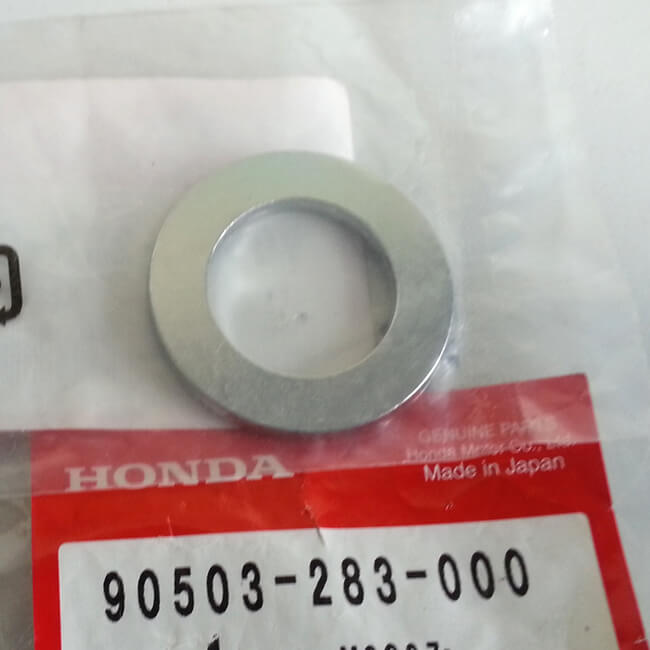 GENUINE PARTS
Honda Motor Co., Ltd.
HONDA
Made in Japan
90503-283-000